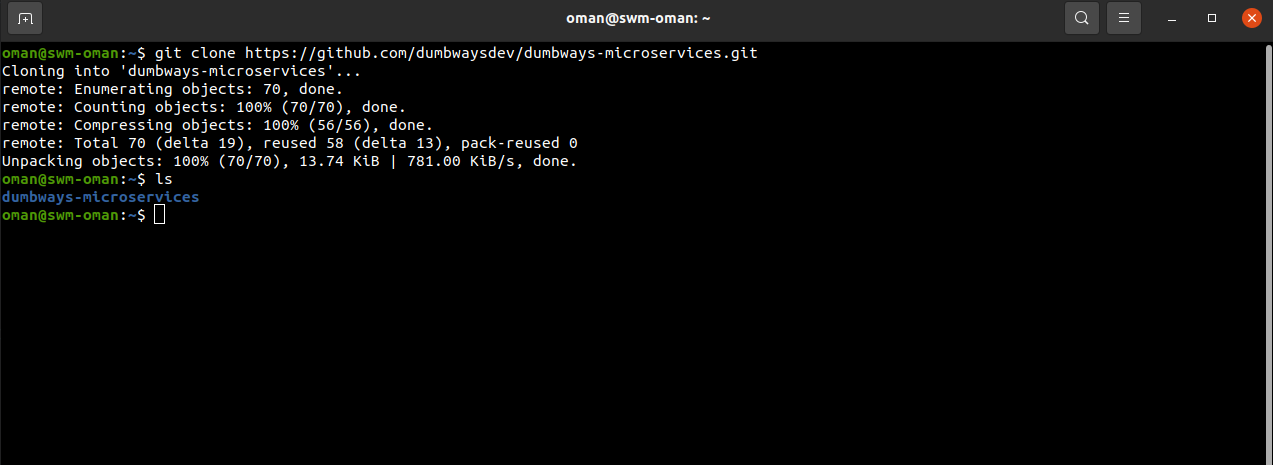 oman@swm-oman: ~
oman@swm-oman:~$ git clone https://github.com/dumbwaysdev/dumbways-microservices.git
Cloning into 'dumbways-microservices'...
remote: Enumerating objects: 70, done.
remote: Counting objects: 100% (70/70), done.
remote: Compressing objects: 100% (56/56), done.
remote: Total 70 (delta 19), reused 58 (delta 13), pack-reused 0
Unpacking objects: 100% (70/70), 13.74 KiB | 781.00 KiB/s, done.
oman@swm-oman:~$ ls
dumbways-microservices
oman@swm-oman:~$